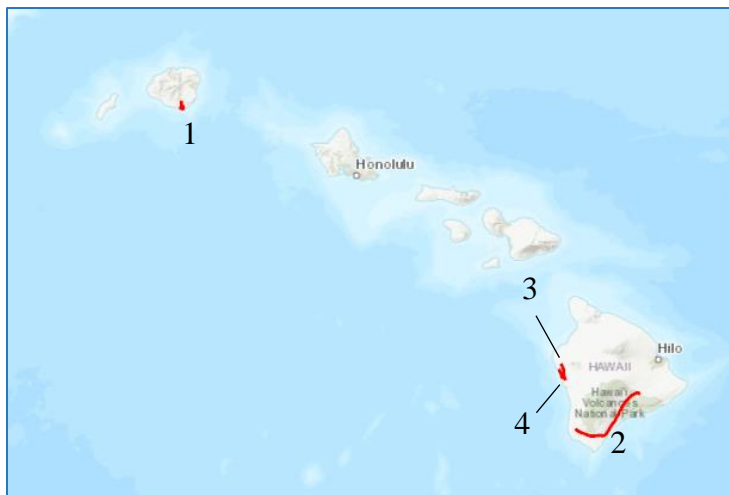 1
Honolulu
3
Hilo
HAWAII
4
Hawai'i
Volcanoes
National Park
2